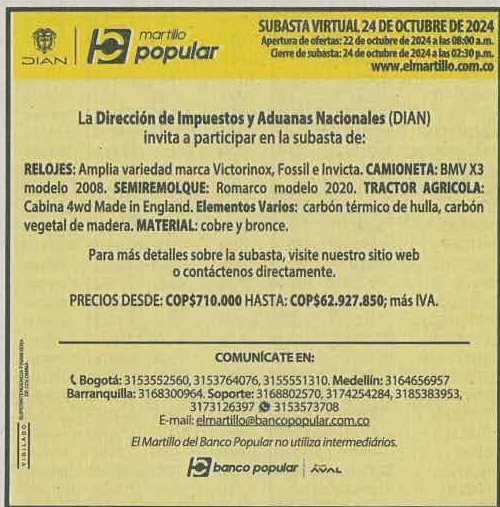 DIAN
martillo
popular
SUBASTA VIRTUAL 24 DE OCTUBRE DE 2024
Apertura de ofertas: 22 de octubre de 2024 a las 08:00 a.m.
Cierre de subasta: 24 de octubre de 2024 a las 02:30 p.m.
www.elmartillo.com.co
La Dirección de Impuestos y Aduanas Nacionales (DIAN)
invita a participar en la subasta de:
RELOJES: Amplia variedad marca Victorinox, Fossil e Invicta. CAMIONETA: BMV X3
modelo 2008. SEMIREMOLQUE: Romarco modelo 2020. TRACTOR AGRICOLA:
Cabina 4wd Made in England. Elementos Varios: carbón térmico de hulla, carbón
vegetal de madera. MATERIAL: cobre y bronce.
Para más detalles sobre la subasta, visite nuestro sitio web
o contáctenos directamente.
PRECIOS DESDE: COP$710.000 HASTA: COP$62.927.850; más IVA.
COMUNÍCATE EN:
Bogotá: 3153552560, 3153764076, 3155551310. Medellín: 3164656957
Barranquilla: 3168300964. Soporte: 3168802570, 3174254284, 3185383953,
3173126397 3153573708
E-mail: elmartillo@bancopopular.com.co
El Martillo del Banco Popular no utiliza intermediários.
banco popular
AVAL
VIGILADO SUPERINTENDENCIA FINANCIERA
DE COLOMBIA